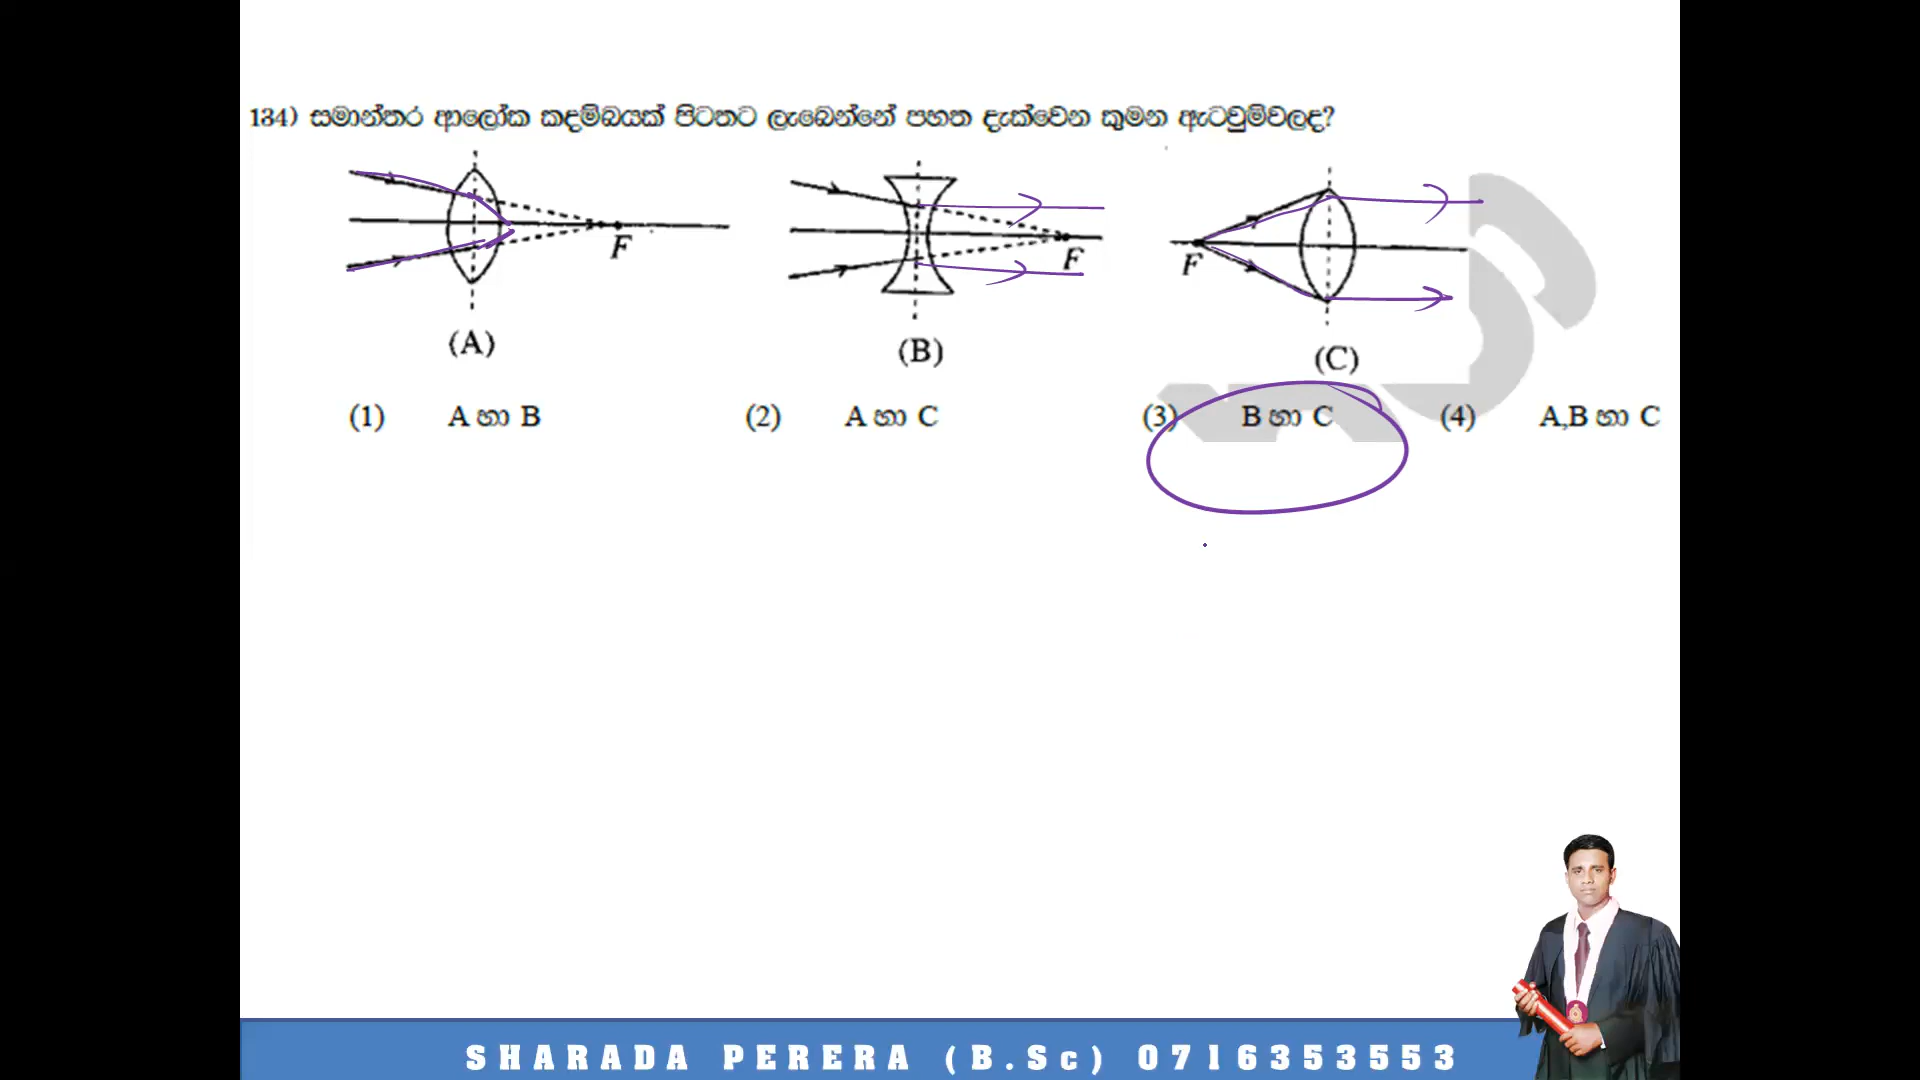 134) සමාන්තර ආලෝක කදම්බයක් පිටතට ලැබෙන්නේ පහත දැක්වෙන කුමන ඇටවුම්වලද?
F F F
(A) (B) (C)
(1) A හා B (2) A හා C (3) B හා C (4) A,B හා C
SHARADA PERERA (B.Sc) 0716353553